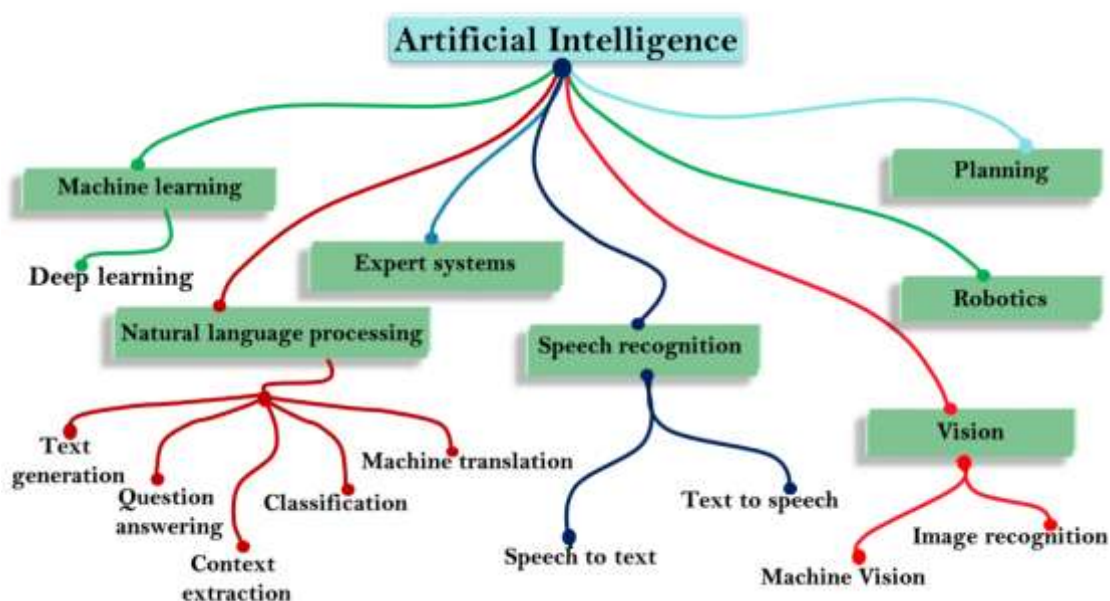 Artificial Intelligence
Machine learning
Planning
Deep learning
Expert systems
Robotics
Natural language processing
Speech recognition
Vision
Text
generation
Question
answering
Context
extraction
Classification
Machine translation
Speech to text
Text to speech
Machine Vision
Image recognition